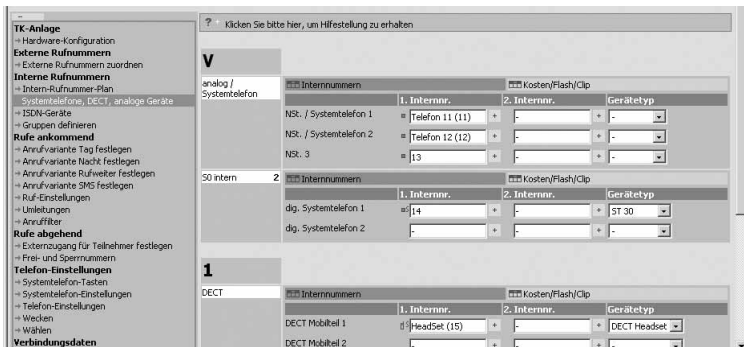 TK-Anlage
Hardware-Konfiguration
Externe Rufnummern
Externe Rufnummern zuordnen
Interne Rufnummern
Intern-Rufnummer-Plan
Systemtelefone, DECT, analoge Geräte
ISDN-Geräte
Gruppen definieren
Rufe ankommend
Anrufvariante Tag festlegen
Anrufvariante Nacht festlegen
Anrufvariante Rufweiter festlegen
Anrufvariante SMS festlegen
Ruf-Einstellungen
Umleitungen
Anruffilter
Rufe abgehend
Externzugang für Teilnehmer festlegen
Frei- und Sperrnummern
Telefon-Einstellungen
Systemtelefon-Tasten
Systemtelefon-Einstellungen
Telefon-Einstellungen
Wecken
Wählen
Verbindungsdaten
? Klicken Sie bitte hier, um Hilfestellung zu erhalten
V
analog / Systemtelefon
Internnummern Kosten/Flash/Clip
1. Internnr. 2. Internnr. Gerätetyp
NSt. / Systemtelefon 1 Telefon 11 (11) + - + -
NSt. / Systemtelefon 2 Telefon 12 (12) + - + -
NSt. 3 13 + - + -
S0 intern 2 Internnummern Kosten/Flash/Clip
1. Internnr. 2. Internnr. Gerätetyp
dig. Systemtelefon 1 14 + - + ST 30
dig. Systemtelefon 2 - + - + -
1
DECT Internnummern Kosten/Flash/Clip
1. Internnr. 2. Internnr. Gerätetyp
DECT Mobilteil 1 HeadSet (15) + - + DECT Headset
DECT Mobilteil 2 - + - + -